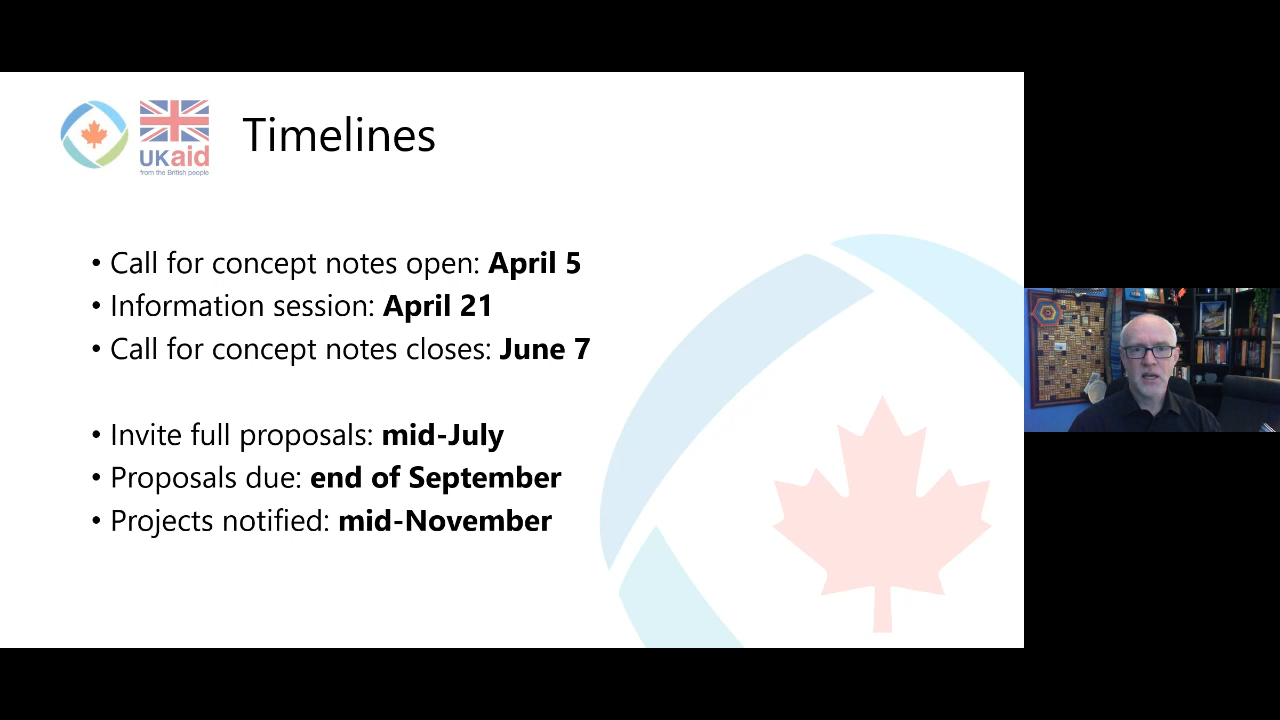 UKaid
from the British people
Timelines
• Call for concept notes open: April 5
• Information session: April 21
• Call for concept notes closes: June 7
• Invite full proposals: mid-July
• Proposals due: end of September
• Projects notified: mid-November